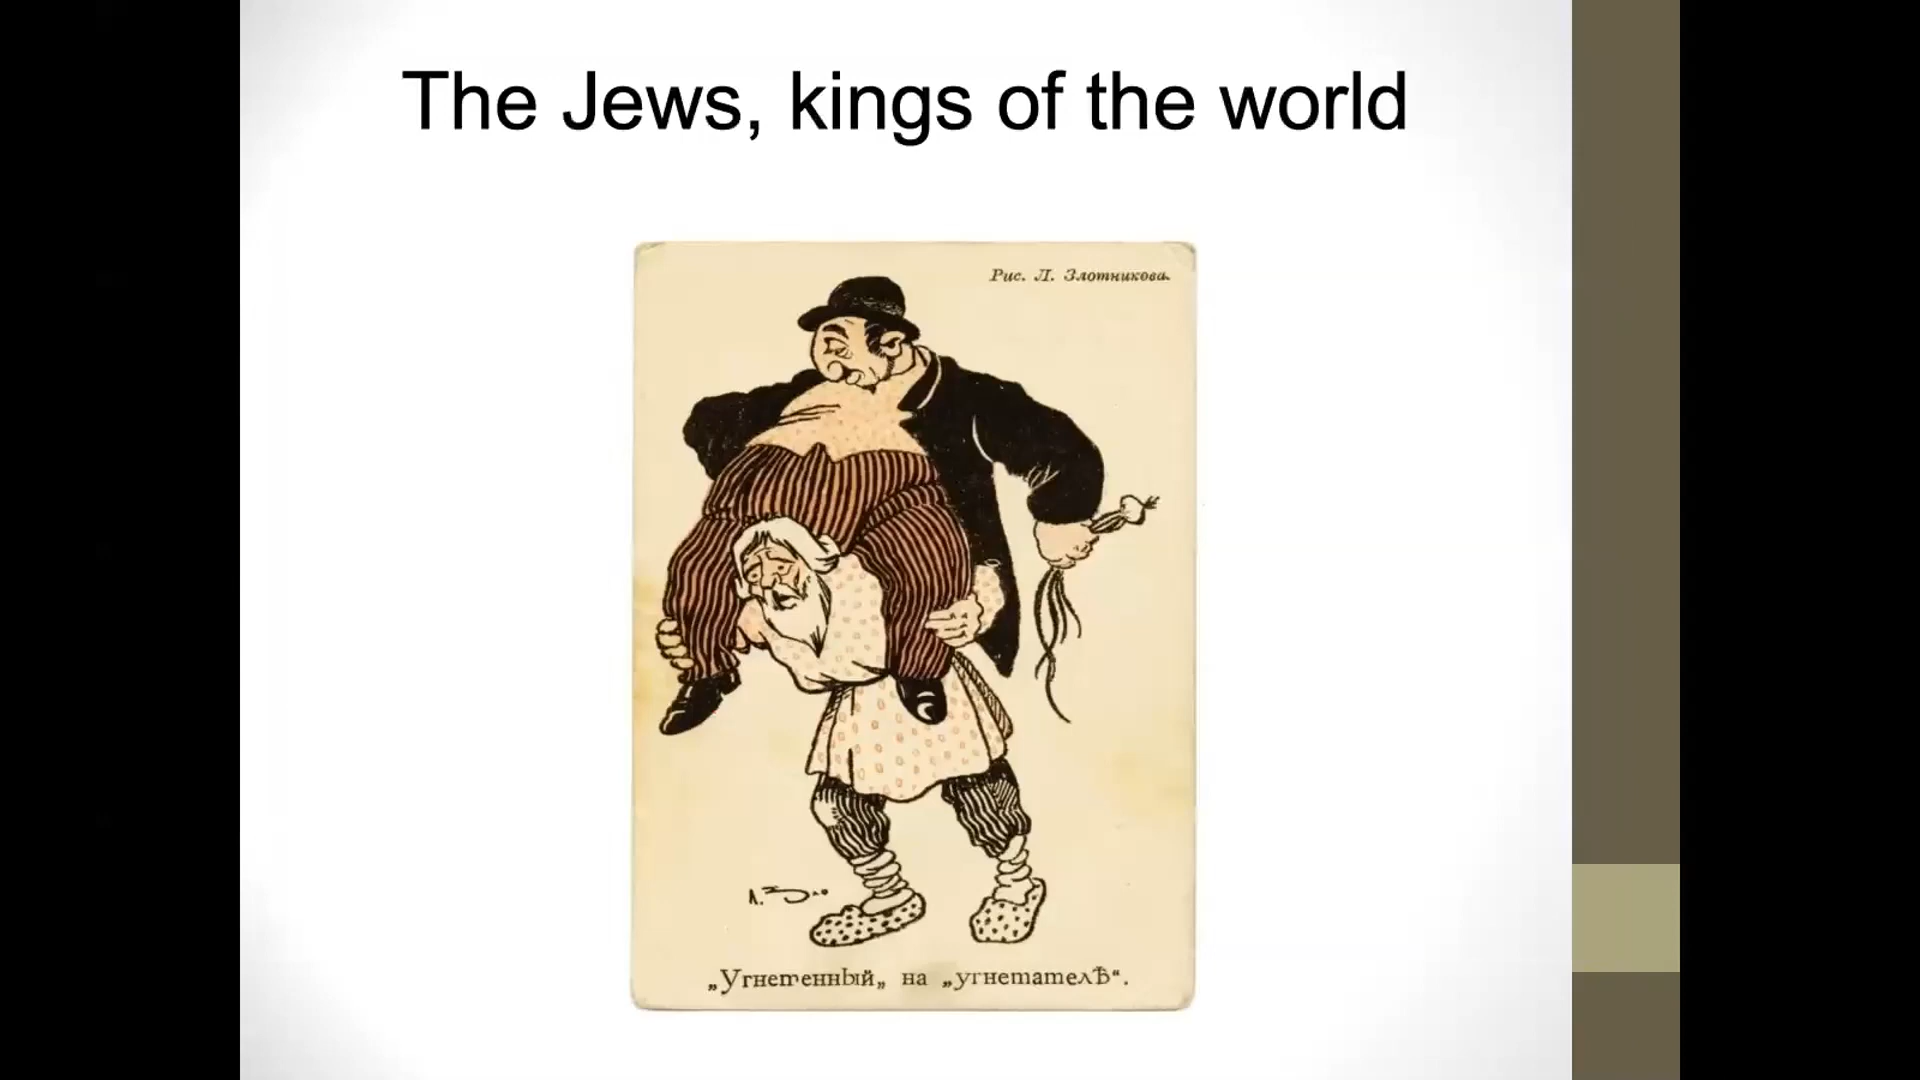 The Jews, kings of the world
Рис. Л. Злотникова.
Л. Зло
„Угнетенный„ на „угнетателѣ“.